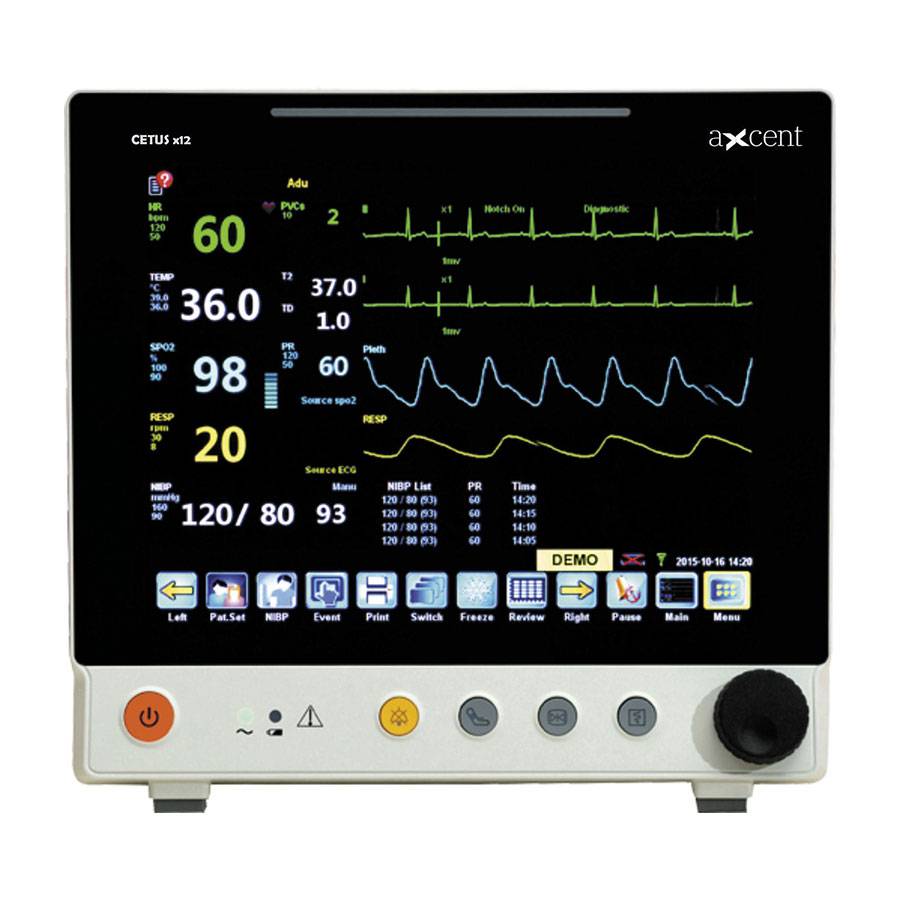 CETUS x12
axcent
?
Adu
HR
bpm
120
50
60
PVCs
10
2
x1 Notch On Diagnostic
1mv
TEMP
°C
39.0
36.0
36.0
T2
37.0
TD
1.0
I
x1
1mv
SPO2
%
100
90
98
PR
120
50
60
Source spo2
Pleth
RESP
rpm
30
8
20
Source ECG
RESP
NIBP
mmHg
160
90
120/ 80
Manu
93
NIBP List PR Time
120 / 80 (93) 60 14:20
120 / 80 (93) 60 14:15
120 / 80 (93) 60 14:10
120 / 80 (93) 60 14:05
DEMO 2015-10-16 14:20
Left Pat.Set NIBP Event Print Switch Freeze Review Right Pause Main Menu